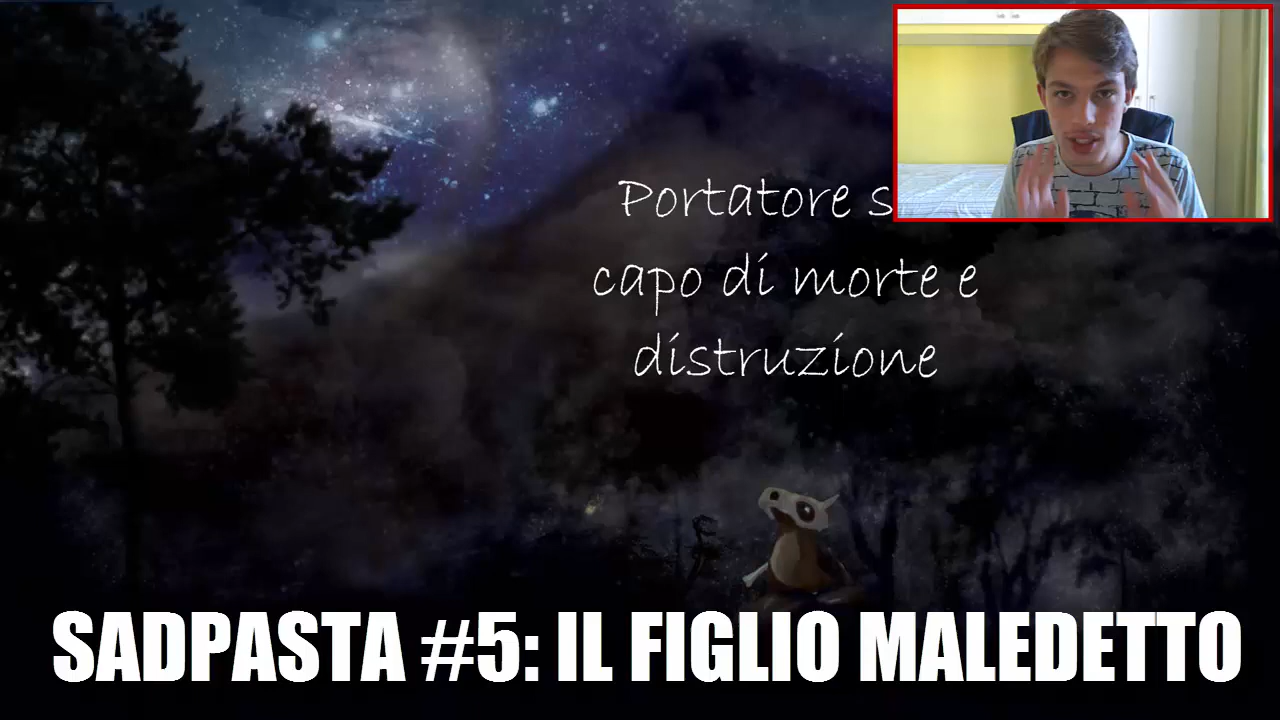 Portatore s
capo di morte e
distruzione
SADPASTA #5: IL FIGLIO MALEDETTO